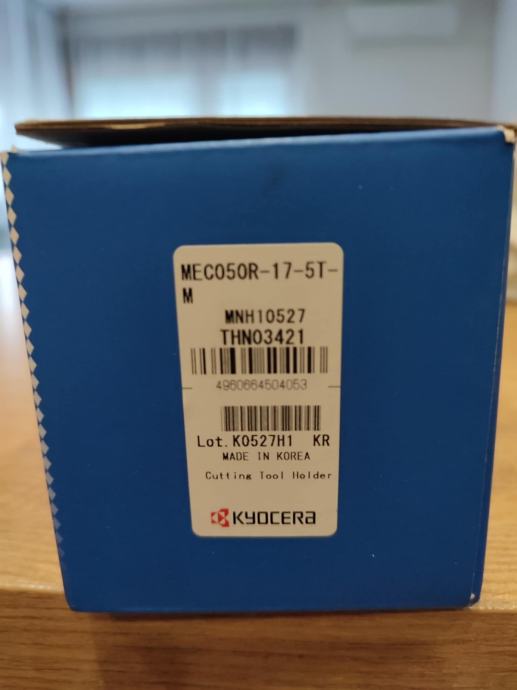 MEC050R-17-5T-
M
MNH10527
THN03421
4960664504053
Lot.K0527H1 KR
MADE IN KOREA
Cutting Tool Holder
KYOCERA